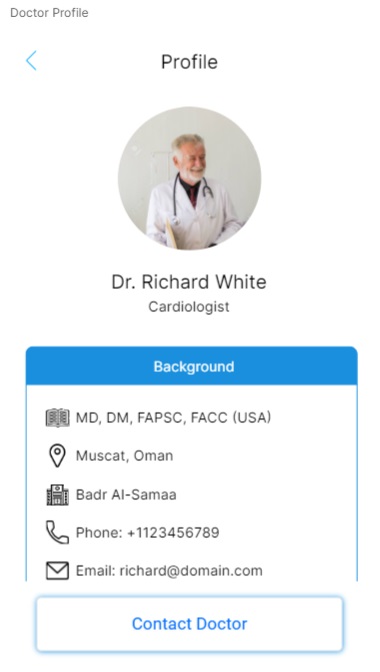 Doctor Profile
Profile
Dr. Richard White
Cardiologist
Background
MD, DM, FAPSC, FACC (USA)
Muscat, Oman
Badr Al-Samaa
Phone: +1123456789
Email: richard@domain.com
Contact Doctor